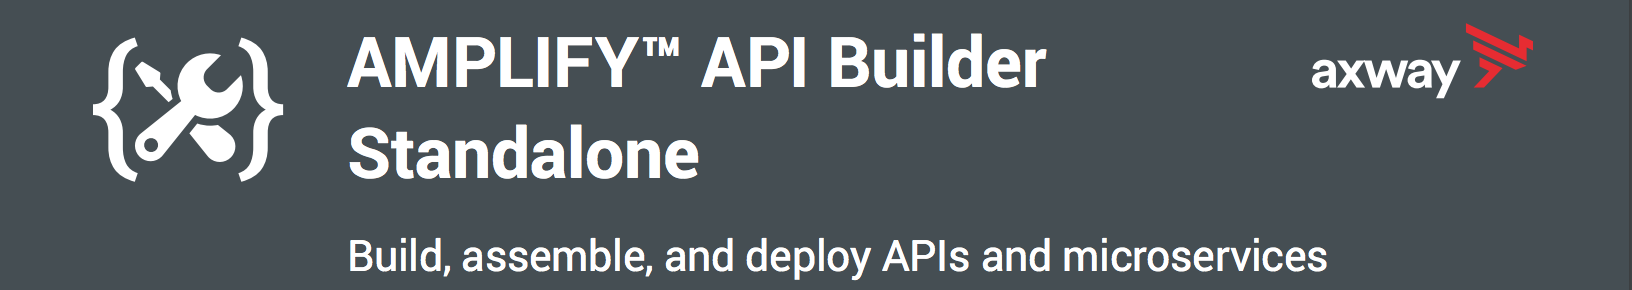 AMPLIFY™ API Builder
Standalone
axway
Build, assemble, and deploy APIs and microservices